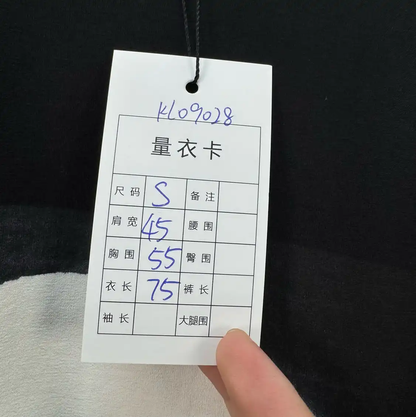 KL09028
量衣卡
尺码 S 备注
肩宽 45 腰围
胸围 55 臀围
衣长 75 裤长
袖长 大腿围